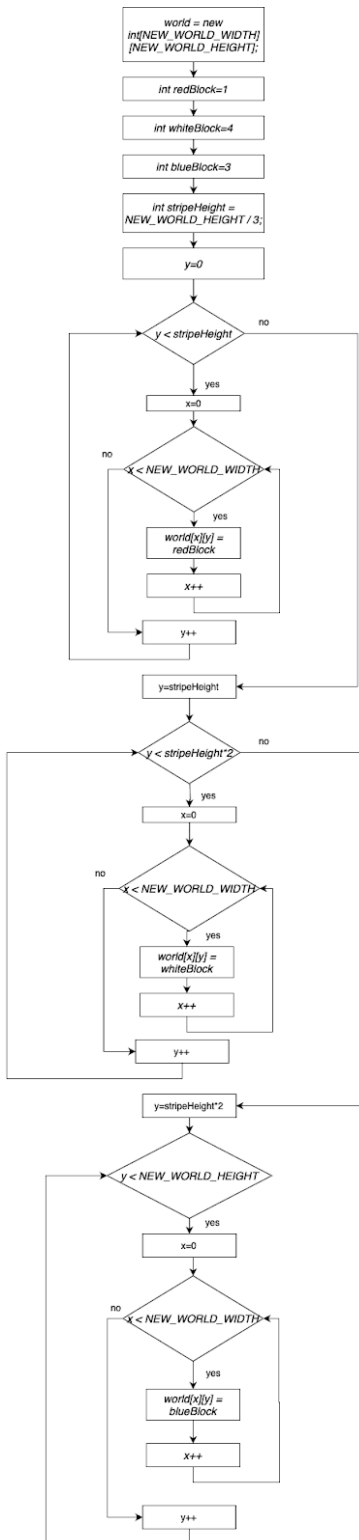 world = new
int[NEW_WORLD_WIDTH]
[NEW_WORLD_HEIGHT];
int redBlock=1
int whiteBlock=4
int blueBlock=3
int stripeHeight =
NEW_WORLD_HEIGHT / 3;
y=0
y < stripeHeight
no
yes
x=0
no
x < NEW_WORLD_WIDTH
yes
world[x][y] =
redBlock
x++
y++
y=stripeHeight
y < stripeHeight*2
no
yes
x=0
no
x < NEW_WORLD_WIDTH
yes
world[x][y] =
whiteBlock
x++
y++
y=stripeHeight*2
y < NEW_WORLD_HEIGHT
yes
x=0
no
x < NEW_WORLD_WIDTH
yes
world[x][y] =
blueBlock
x++
y++